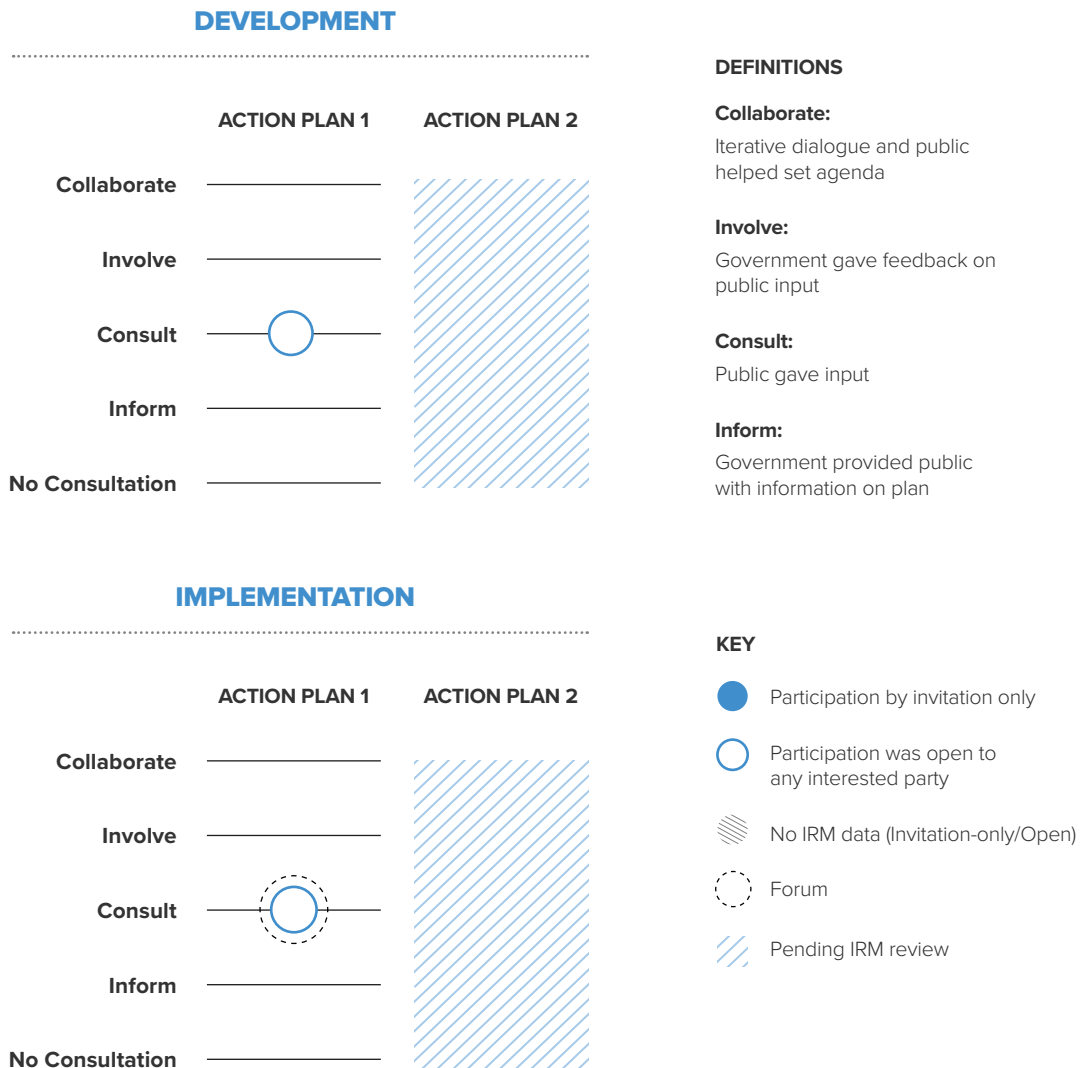 DEVELOPMENT
ACTION PLAN 1
ACTION PLAN 2
Collaborate
Involve
Consult
Inform
No Consultation
DEFINITIONS
Collaborate:
Iterative dialogue and public
helped set agenda
Involve:
Government gave feedback on
public input
Consult:
Public gave input
Inform:
Government provided public
with information on plan
IMPLEMENTATION
ACTION PLAN 1
ACTION PLAN 2
Collaborate
Involve
Consult
Inform
No Consultation
KEY
Participation by invitation only
Participation was open to
any interested party
No IRM data (Invitation-only/Open)
Forum
Pending IRM review